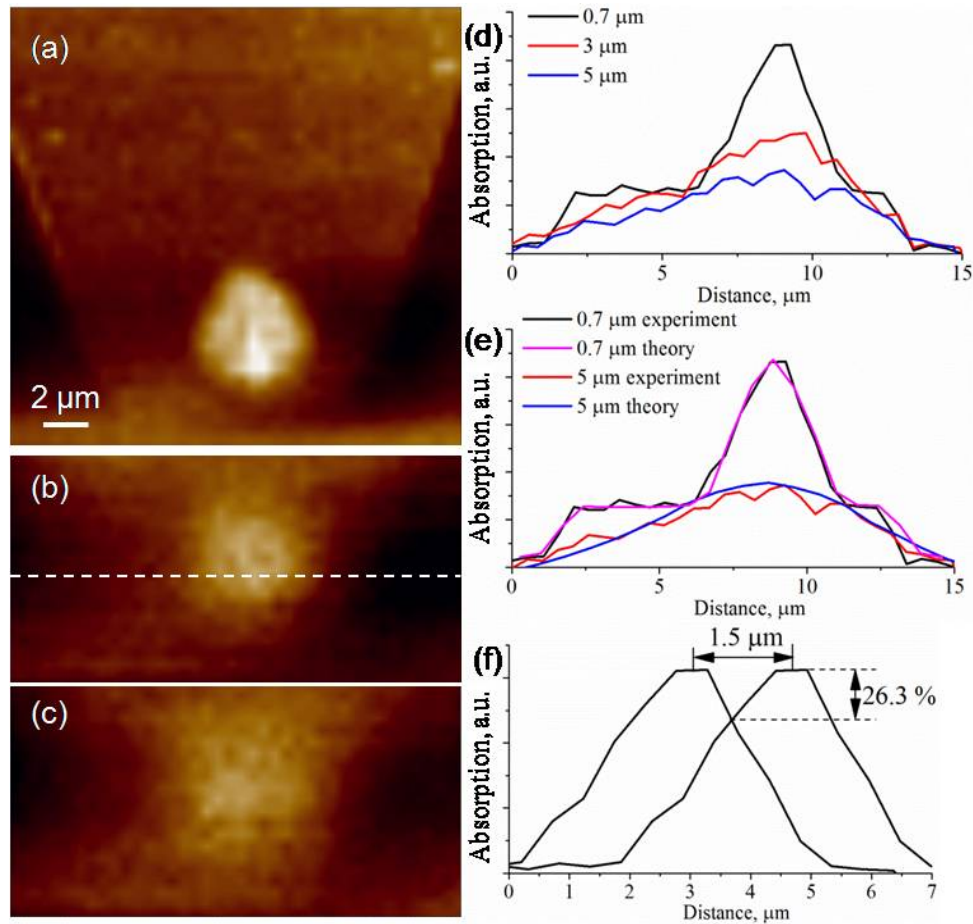 (a)
2 µm
(b)
(c)
(d)
0.7 µm
3 µm
5 µm
Absorption, a.u.
0 5 10 15
Distance, µm
(e)
0.7 µm experiment
0.7 µm theory
5 µm experiment
5 µm theory
Absorption, a.u.
0 5 10 15
Distance, µm
(f)
1.5 µm
26.3 %
Absorption, a.u.
0 1 2 3 4 5 6 7
Distance, µm